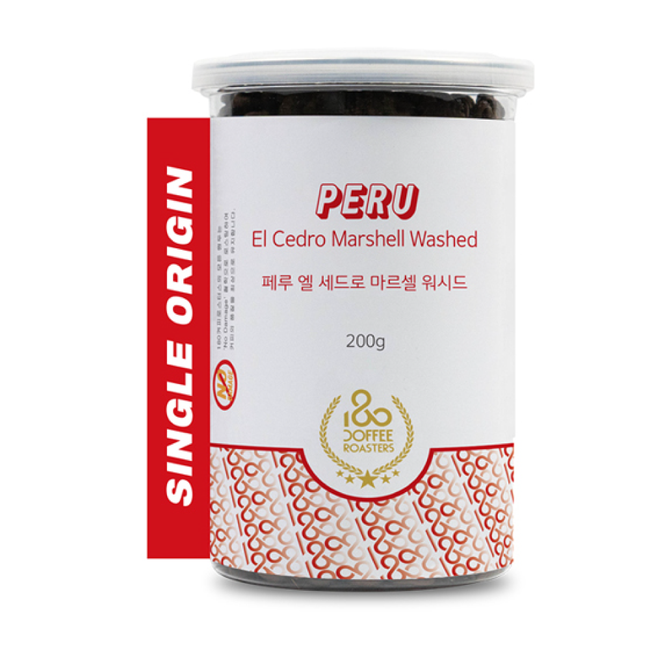 SINGLE ORIGIN
PERU
El Cedro Marshell Washed
페루 엘 세드로 마르셀 워시드
200g
180
COFFEE
ROASTERS